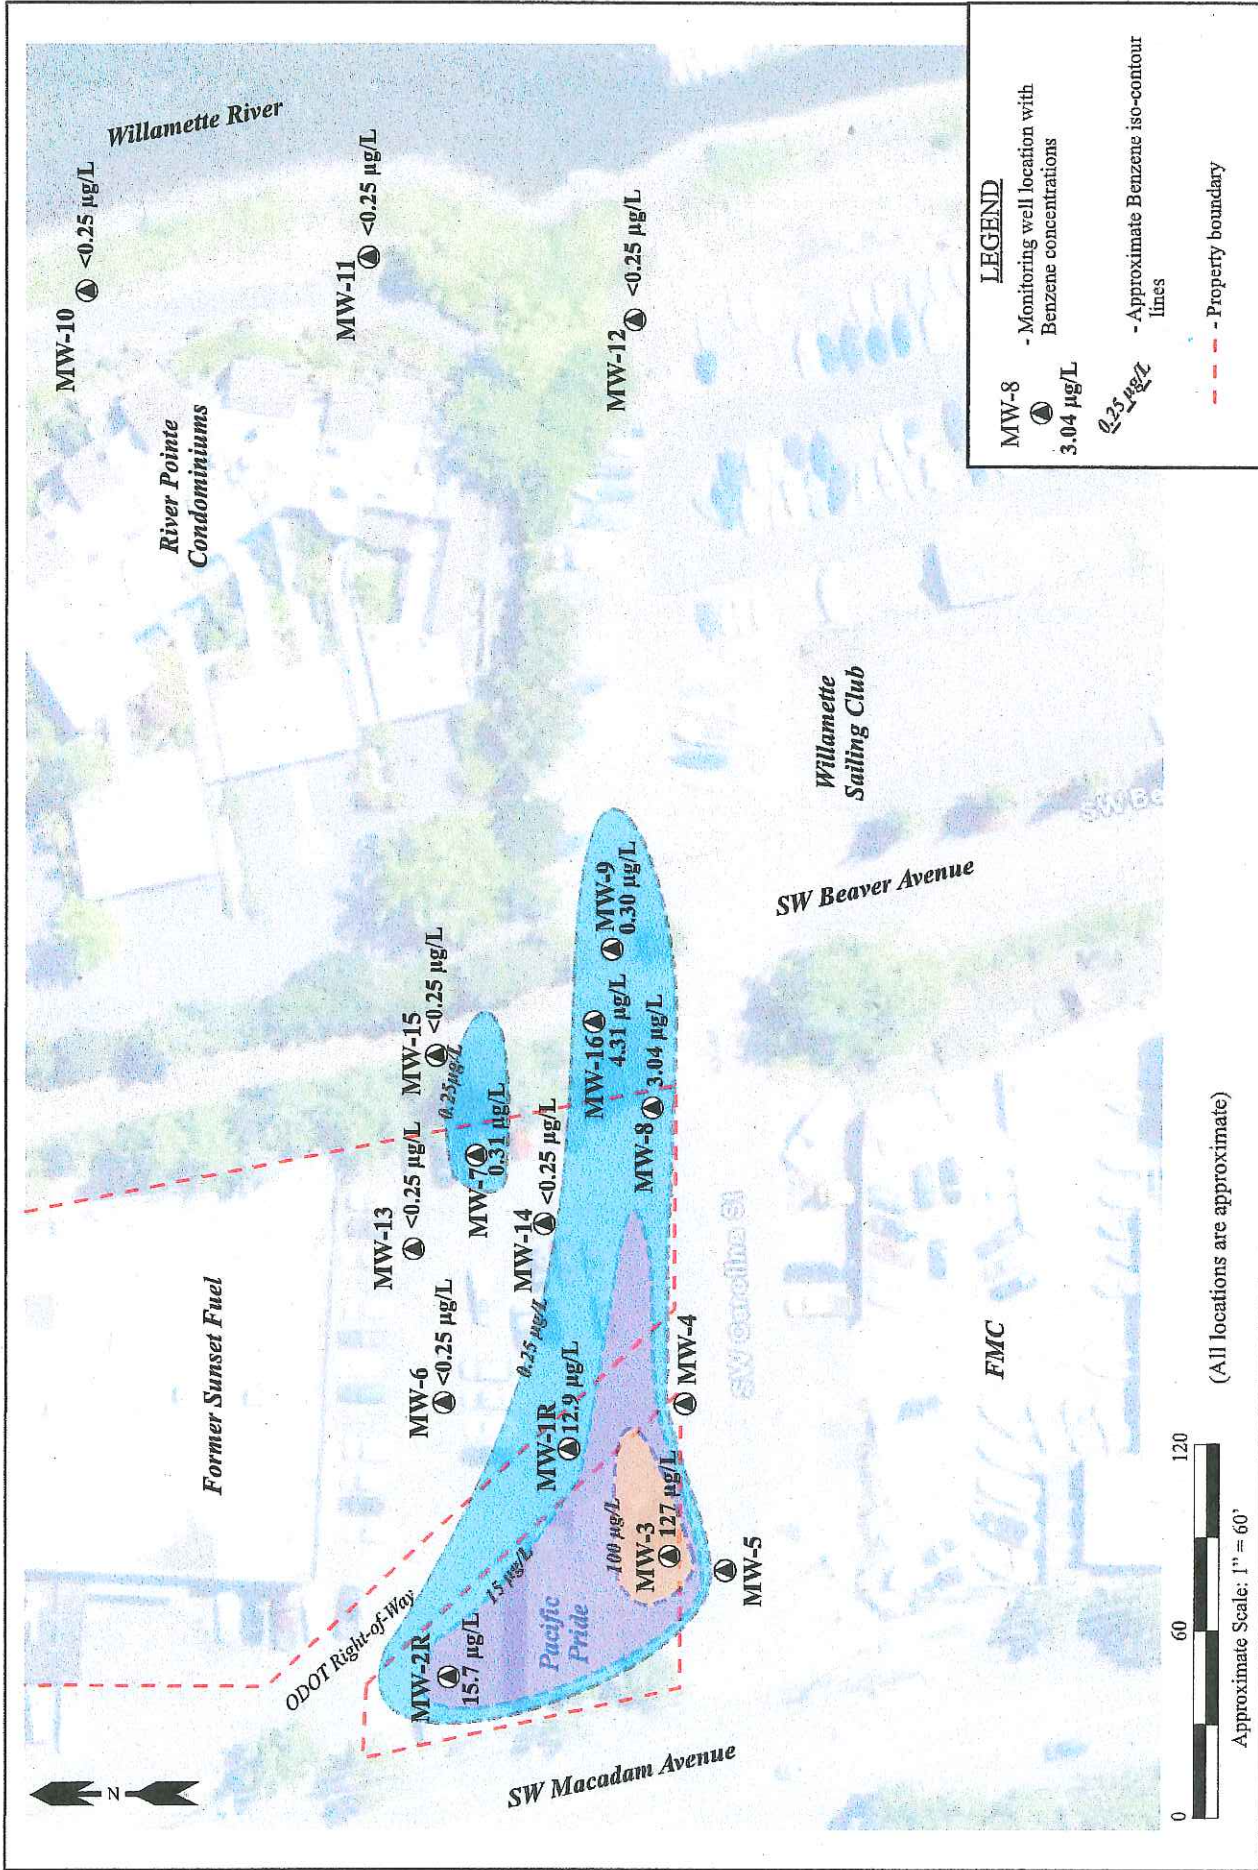 Willamette River
MW-10
<0.25 µg/L
MW-11
<0.25 µg/L
MW-12
<0.25 µg/L
River Pointe
Condominiums
Willamette
Sailing Club
SW Beaver Avenue
SW Be
MW-9
0.30 µg/L
MW-16
4.31 µg/L
MW-8
3.04 µg/L
MW-15
<0.25 µg/L
0.25 µg/L
MW-7
0.31 µg/L
MW-13
<0.25 µg/L
MW-14
<0.25 µg/L
MW-6
<0.25 µg/L
0.25 µg/L
Former Sunset Fuel
MW-1R
12.9 µg/L
MW-4
SW Carolina St
FMC
100 µg/L
MW-3
127 µg/L
MW-5
15 µg/L
Pacific
Pride
MW-2R
15.7 µg/L
ODOT Right-of-Way
SW Macadam Avenue
N
LEGEND
MW-8
3.04 µg/L
- Monitoring well location with
Benzene concentrations
0.25 µg/L
- Approximate Benzene iso-contour
lines
- Property boundary
0
60
120
Approximate Scale: 1" = 60'
(All locations are approximate)